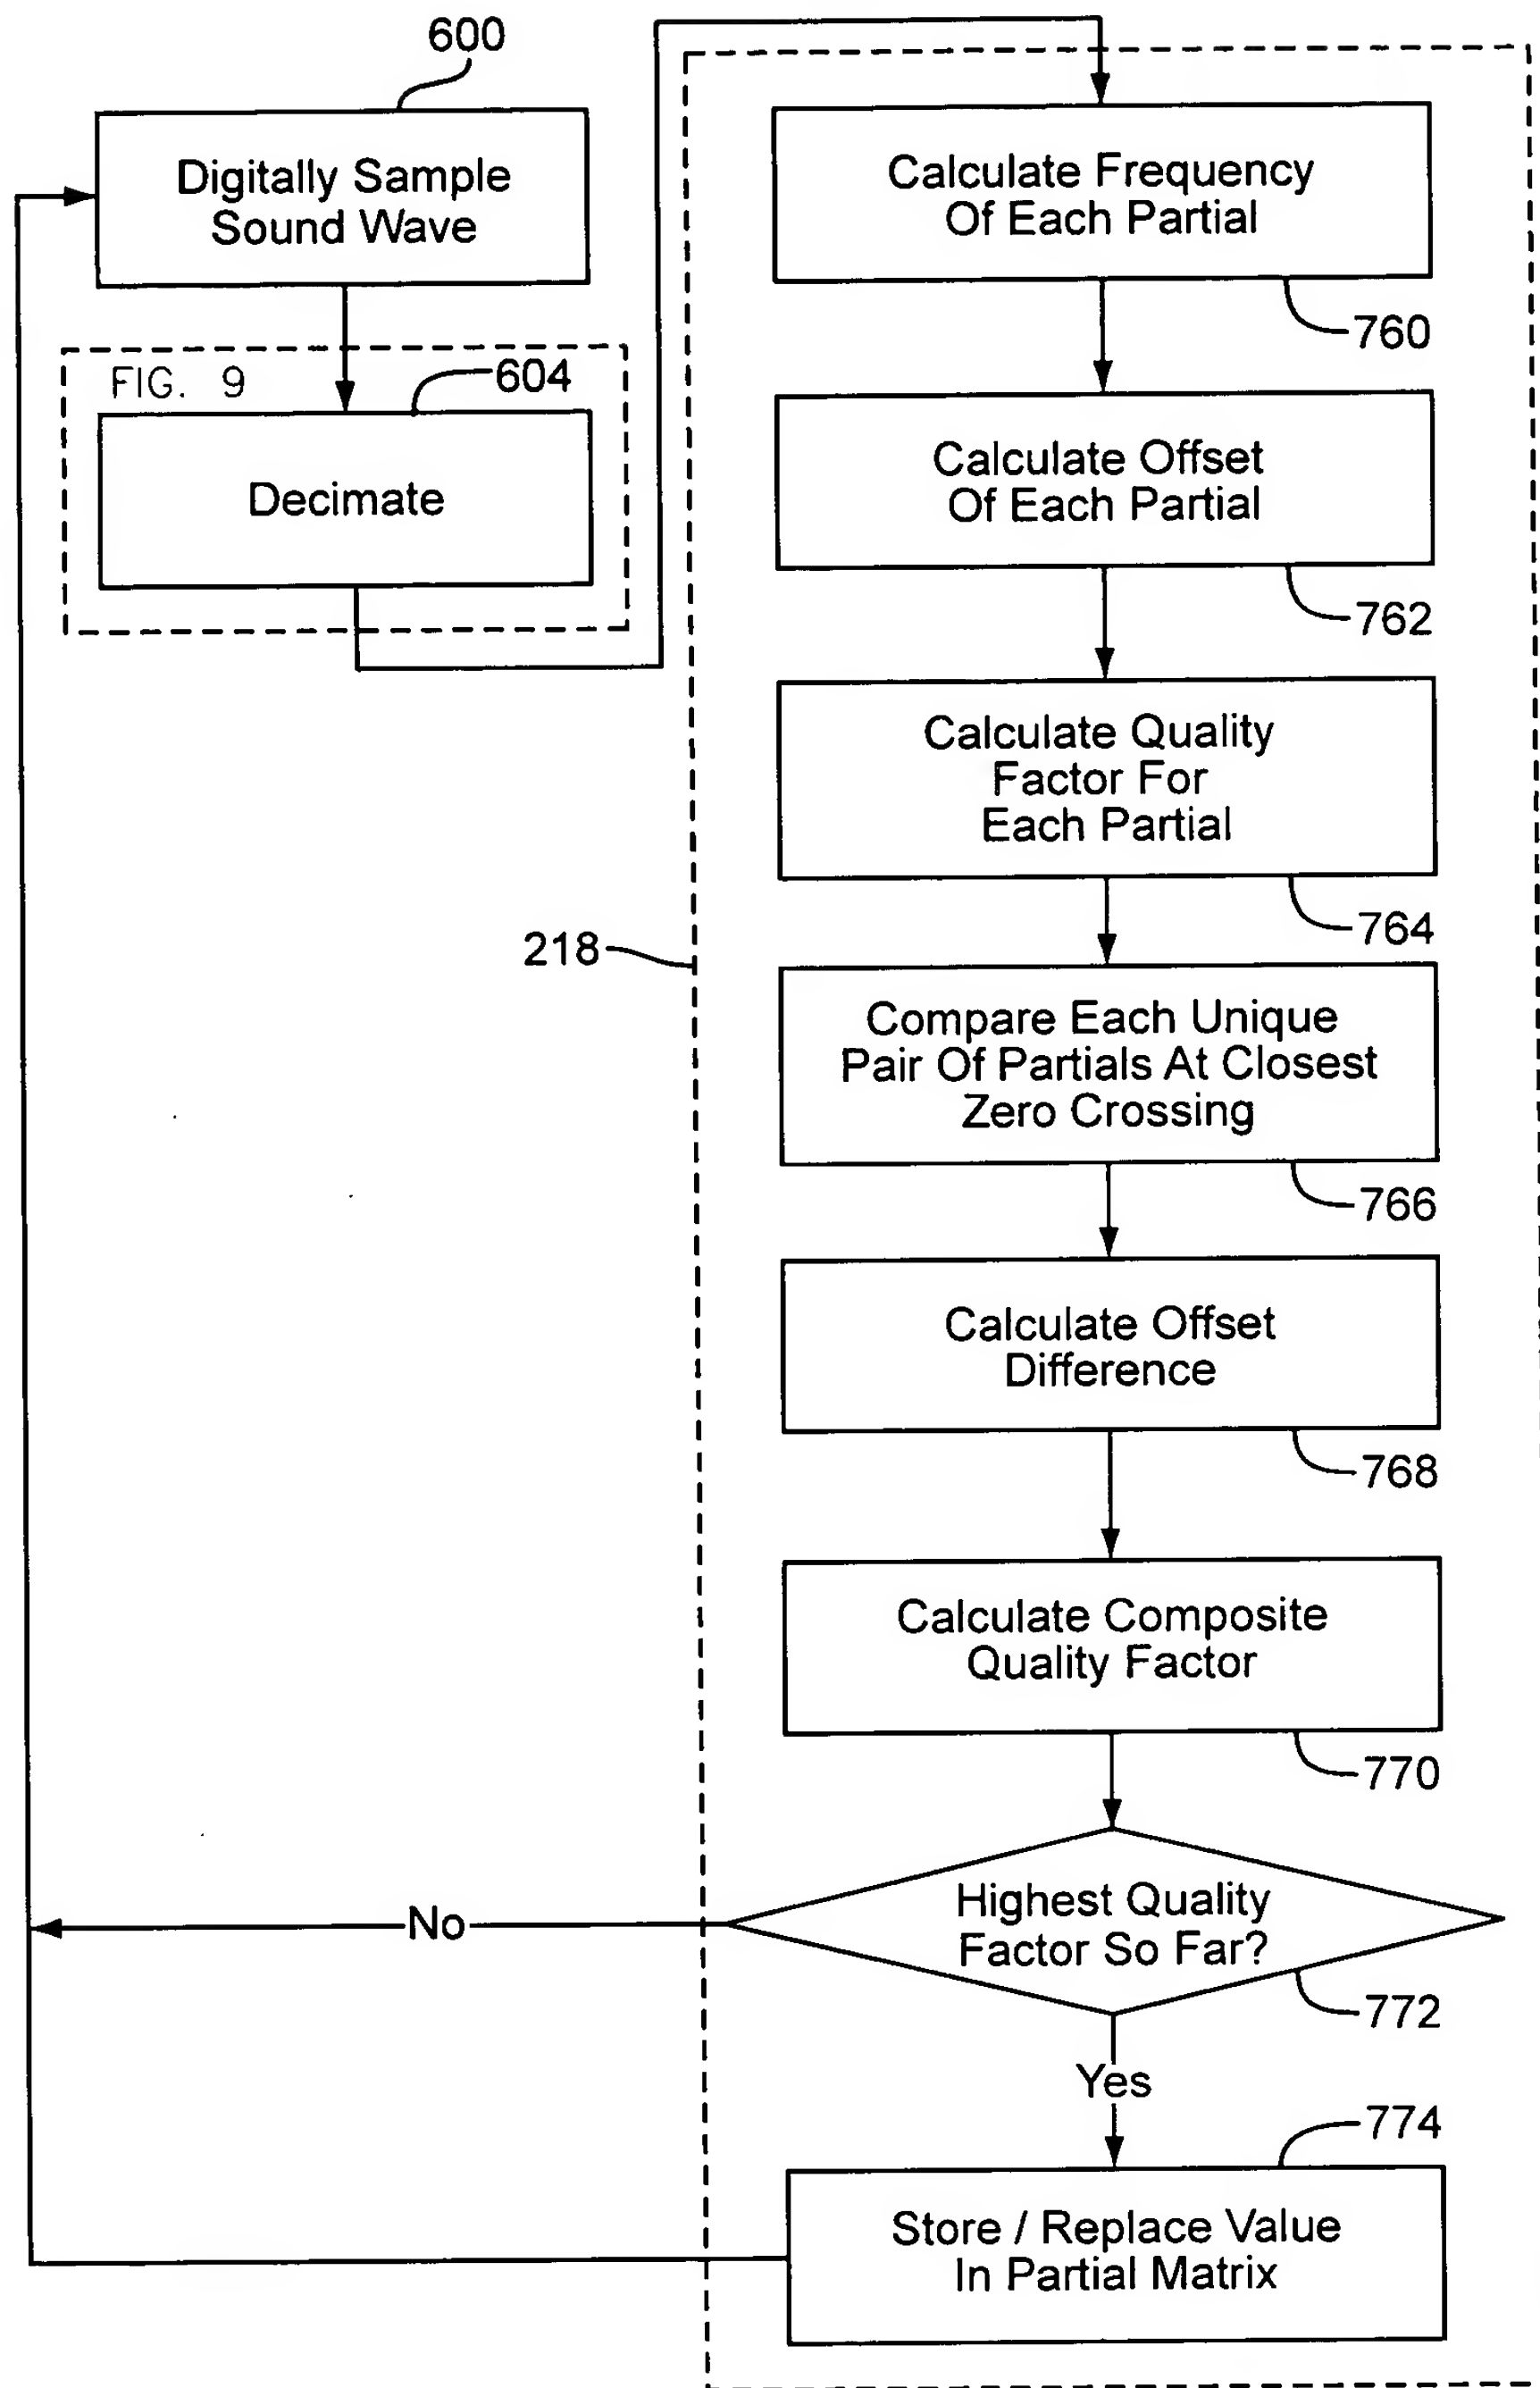 600
Digitally Sample
Sound Wave
FIG. 9
604
Decimate
Calculate Frequency
Of Each Partial
760
Calculate Offset
Of Each Partial
762
Calculate Quality
Factor For
Each Partial
764
218
Compare Each Unique
Pair Of Partials At Closest
Zero Crossing
766
Calculate Offset
Difference
768
Calculate Composite
Quality Factor
770
Highest Quality
Factor So Far?
No
772
Yes
774
Store / Replace Value
In Partial Matrix